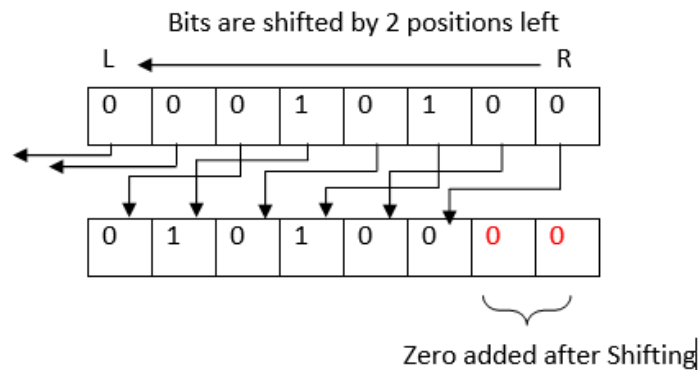 Bits are shifted by 2 positions left
L R
0 0 0 1 0 1 0 0
0 1 0 1 0 0 0 0
Zero added after Shifting